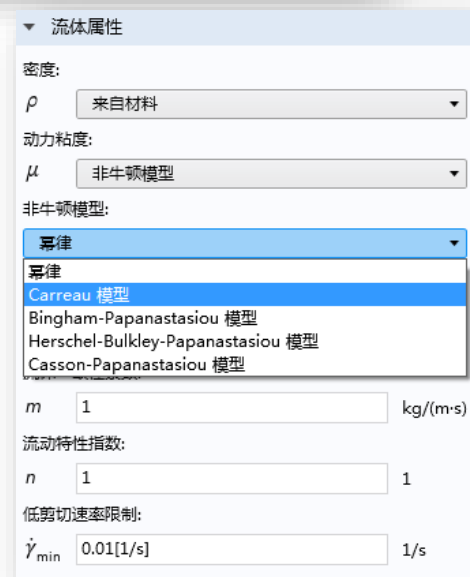 流体属性
密度:
ρ 来自材料
动力粘度:
μ 非牛顿模型
非牛顿模型:
幂律
幂律
Carreau 模型
Bingham-Papanastasiou 模型
Herschel-Bulkley-Papanastasiou 模型
Casson-Papanastasiou 模型
m 1 kg/(m·s)
流动特性指数:
n 1 1
低剪切速率限制:
γ̇min 0.01[1/s] 1/s